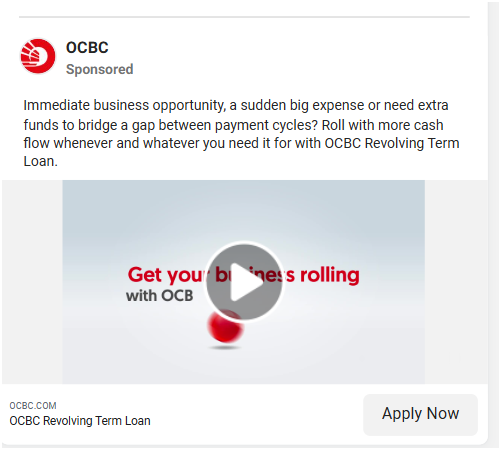 OCBC
Sponsored
Immediate business opportunity, a sudden big expense or need extra
funds to bridge a gap between payment cycles? Roll with more cash
flow whenever and whatever you need it for with OCBC Revolving Term
Loan.
Get your business rolling
with OCB
OCBC.COM
OCBC Revolving Term Loan
Apply Now